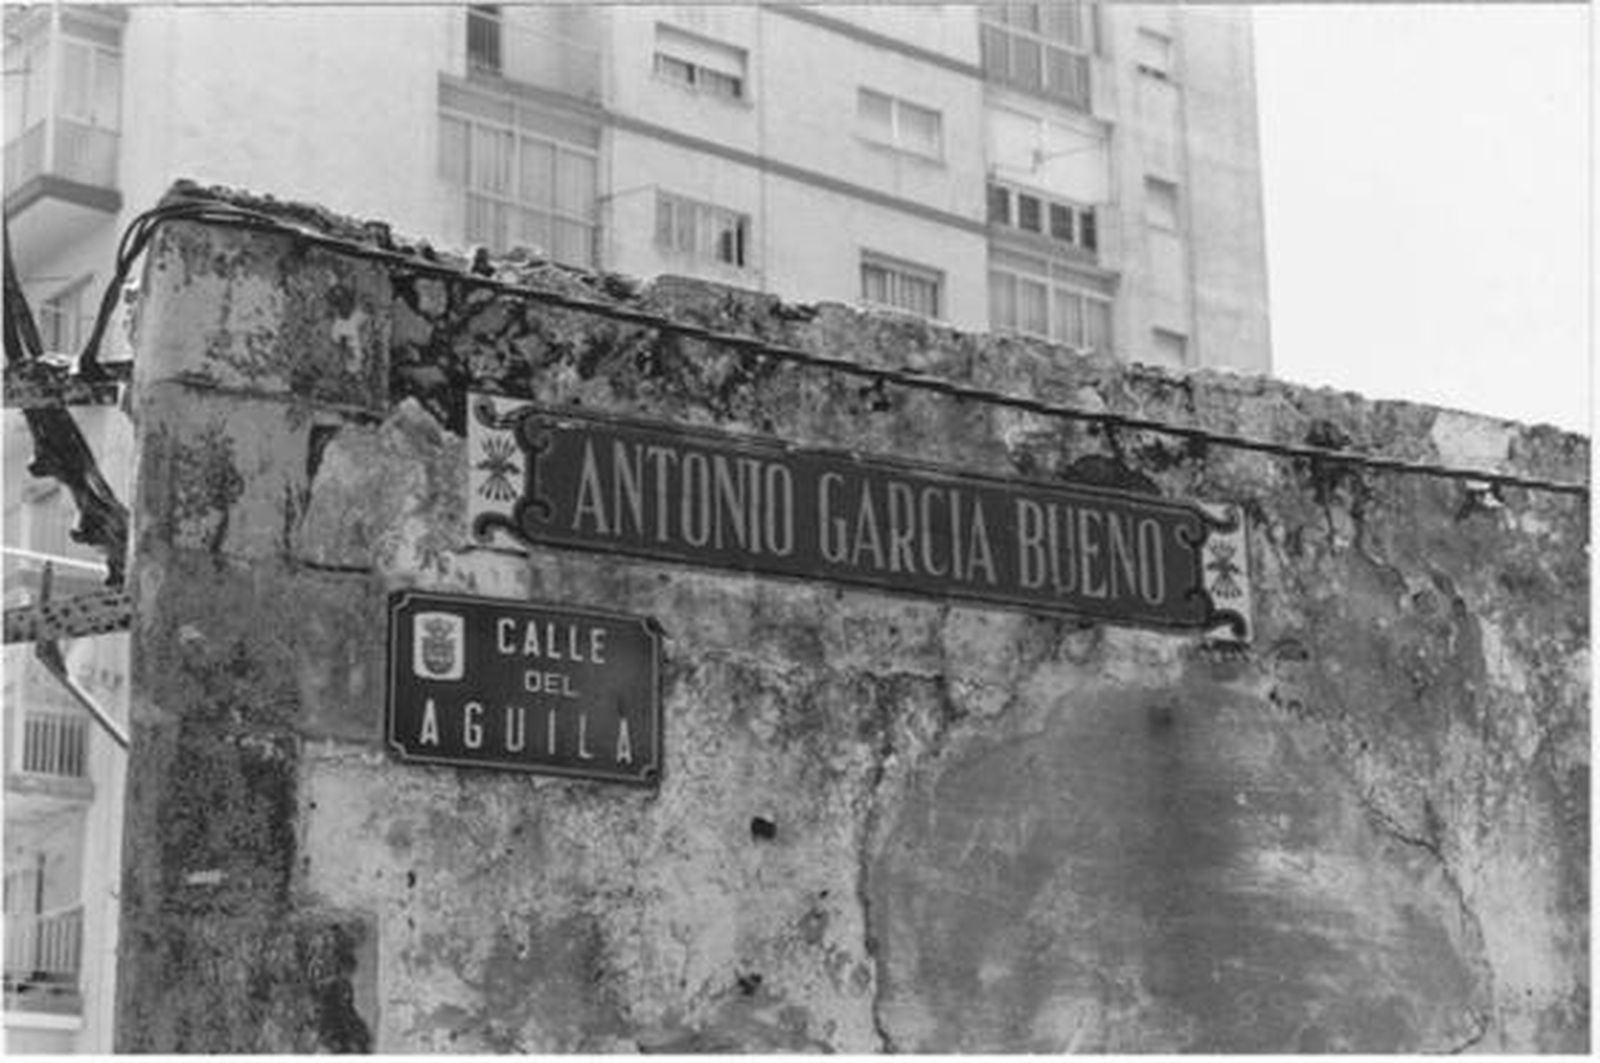 ANTONIO GARCIA BUENO
CALLE
DEL
AGUILA